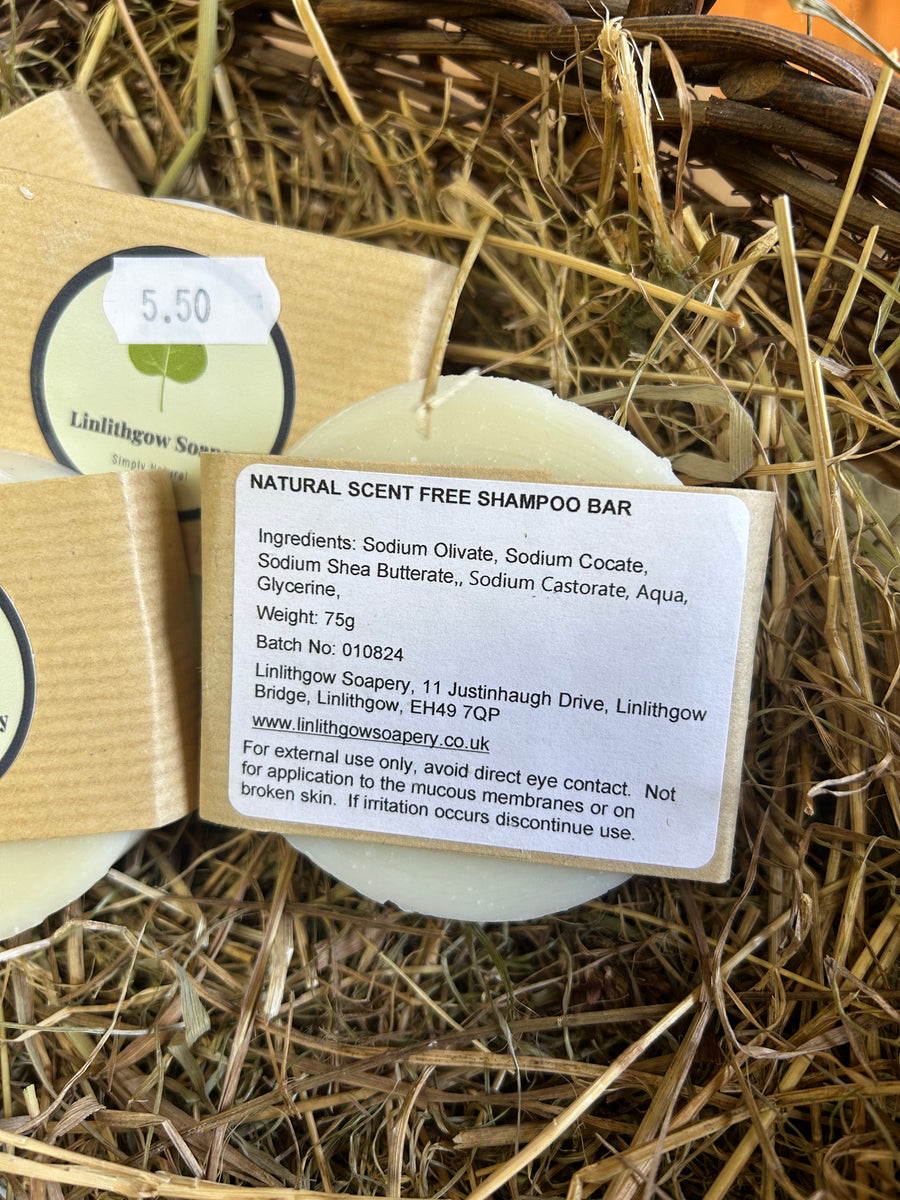 5.50
Linlithgow
Simply Natural
NATURAL SCENT FREE SHAMPOO BAR
Ingredients: Sodium Olivate, Sodium Cocate,
Sodium Shea Butterate,, Sodium Castorate, Aqua,
Glycerine,
Weight: 75g
Batch No: 010824
Linlithgow Soapery, 11 Justinhaugh Drive, Linlithgow
Bridge, Linlithgow, EH49 7QP
www.linlithgowsoapery.co.uk
For external use only, avoid direct eye contact.  Not
for application to the mucous membranes or on
broken skin.  If irritation occurs discontinue use.